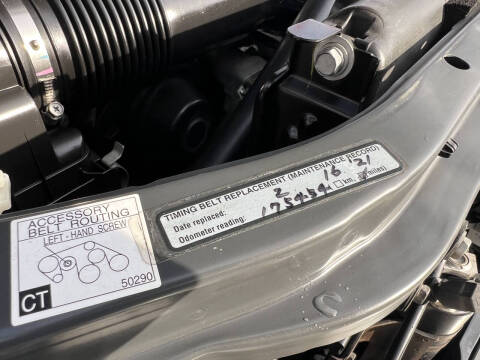 TIMING BELT REPLACEMENT (MAINTENANCE RECORD)
Date replaced: 2 16 '21
Odometer reading: 175454 km. miles)
ACCESSORY
BELT ROUTING
LEFT-HAND SCREW
CT
50290